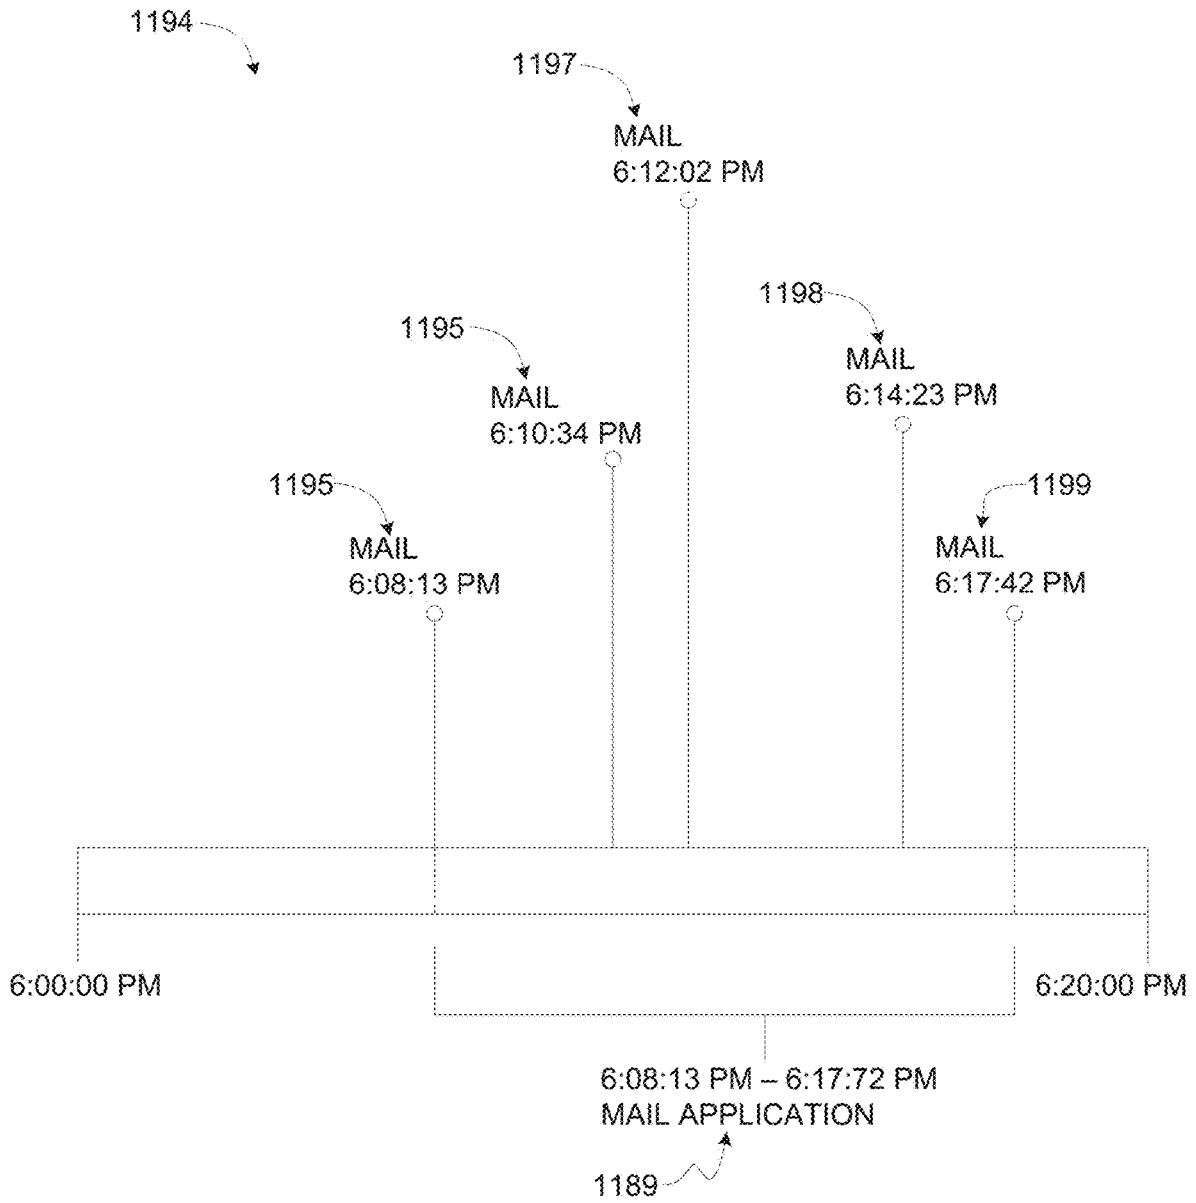 1194
1197
MAIL
6:12:02 PM
1198
MAIL
6:14:23 PM
1195
MAIL
6:10:34 PM
1195
MAIL
6:08:13 PM
1199
MAIL
6:17:42 PM
6:00:00 PM
6:20:00 PM
6:08:13 PM – 6:17:72 PM
MAIL APPLICATION
1189